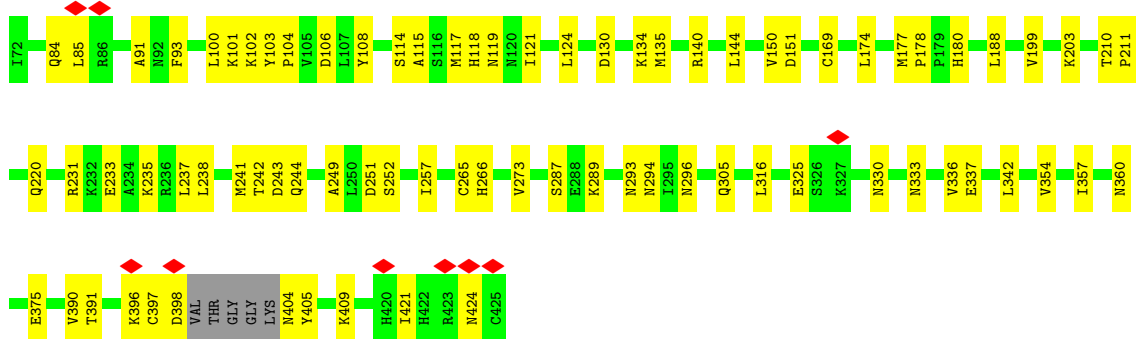 I72 Q84 L85 R86 A91 N92 F93 L100 K101 K102 Y103 P104 V105 D106 L107 Y108 S114 A115 S116 M117 H118 N119 N120 I121 L124 D130 K134 M135 R140 L144 V150 D151 C169 L174 M177 P178 P179 H180 L188 V199 K203 T210 P211
Q220 R231 K232 E233 A234 K235 R236 L237 L238 M241 T242 D243 Q244 A249 L250 D251 S252 I257 C265 N266 V273 S287 E288 K289 N293 N294 I295 N296 Q305 L316 E325 S326 K327 N330 N333 V336 E337 L342 V354 I357 N360
E375 V390 T391 K396 C397 D398 VAL THR GLY GLY LYS N404 Y405 K409 H420 I421 H422 R423 N424 C425